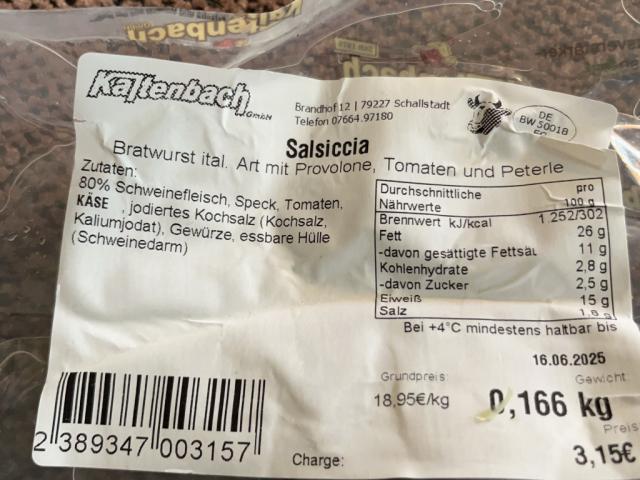 Kaltenbach
GmbH
Brandhof 12 | 79227 Schallstadt
Telefon 07664.97180
DE
BW 50018
EG
Salsiccia
Bratwurst ital. Art mit Provolone, Tomaten und Peterle
Zutaten:
80% Schweinefleisch, Speck, Tomaten,
KÄSE , jodiertes Kochsalz (Kochsalz,
Kaliumjodat), Gewürze, essbare Hülle
(Schweinedarm)
Durchschnittliche pro
Nährwerte 100 g
Brennwert kJ/kcal 1.252/302
Fett 26 g
-davon gesättigte Fettsäu 11 g
Kohlenhydrate 2,8 g
-davon Zucker 2,5 g
Eiweiß 15 g
Salz 1,8 g
Bei +4°C mindestens haltbar bis
16.06.2025
Grundpreis Gewicht
18,95€/kg 0,166 kg
Preis
3,15€
2 389347 003157
Charge: